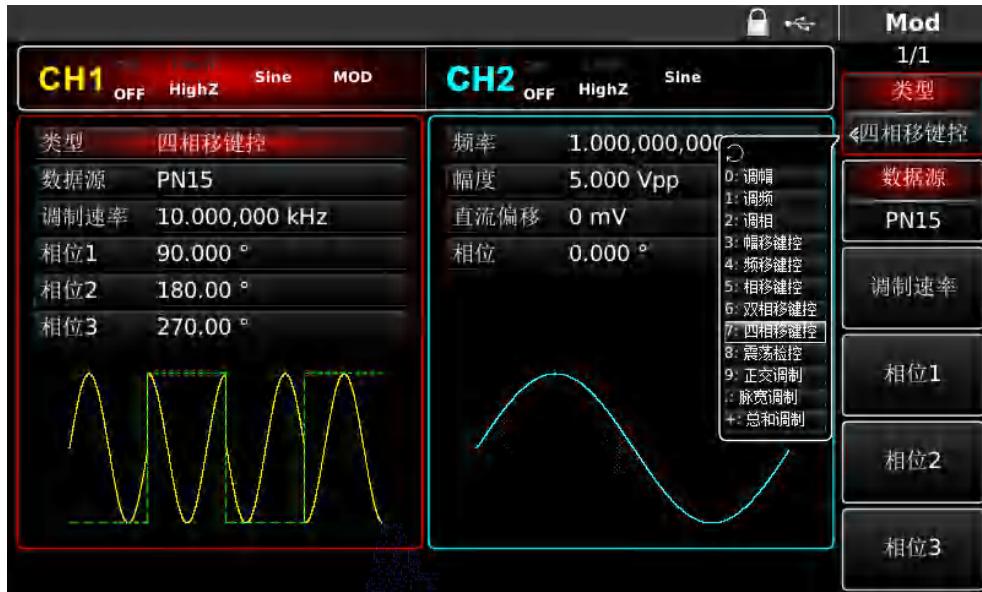 Mod
1/1
CH1 OFF HighZ Sine MOD
CH2 OFF HighZ Sine
类型 四相移键控
数据源 PN15
调制速率 10.000,000 kHz
相位1 90.000 °
相位2 180.00 °
相位3 270.00 °
频率 1.000,000,000
幅度 5.000 Vpp
直流偏移 0 mV
相位 0.000 °
0: 调幅
1: 调频
2: 调相
3: 幅移键控
4: 频移键控
5: 相移键控
6: 双相移键控
7: 四相移键控
8: 震荡检控
9: 正交调制
.: 脉宽调制
+: 总和调制
类型
四相移键控
数据源
PN15
调制速率
相位1
相位2
相位3